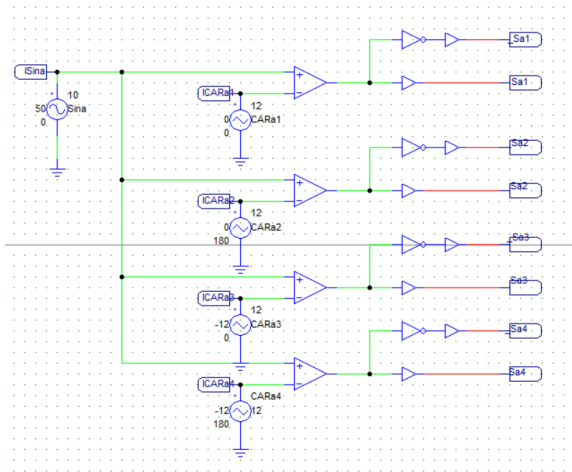 Sa1
ISina
Sa1
10
50 Sina
0
ICARa1
12
0 CARa1
0
Sa2
Sa2
ICARa2
12
0 CARa2
180
Sa3
Sa3
ICARa3
12
-12 CARa3
0
Sa4
Sa4
ICARa4
CARa4
-12 12
180